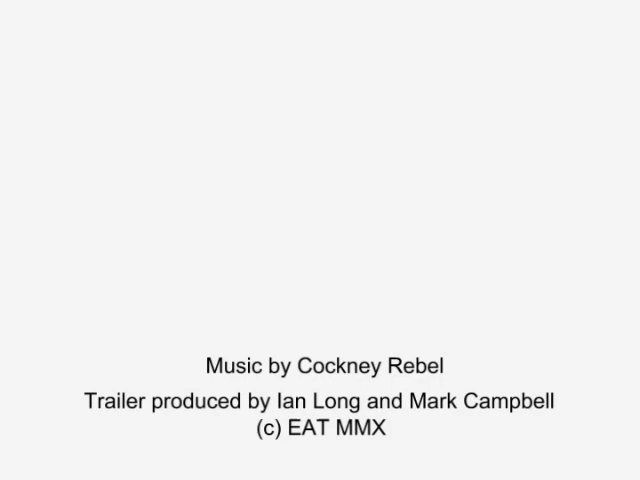 Music by Cockney Rebel
Trailer produced by Ian Long and Mark Campbell
(c) EAT MMX